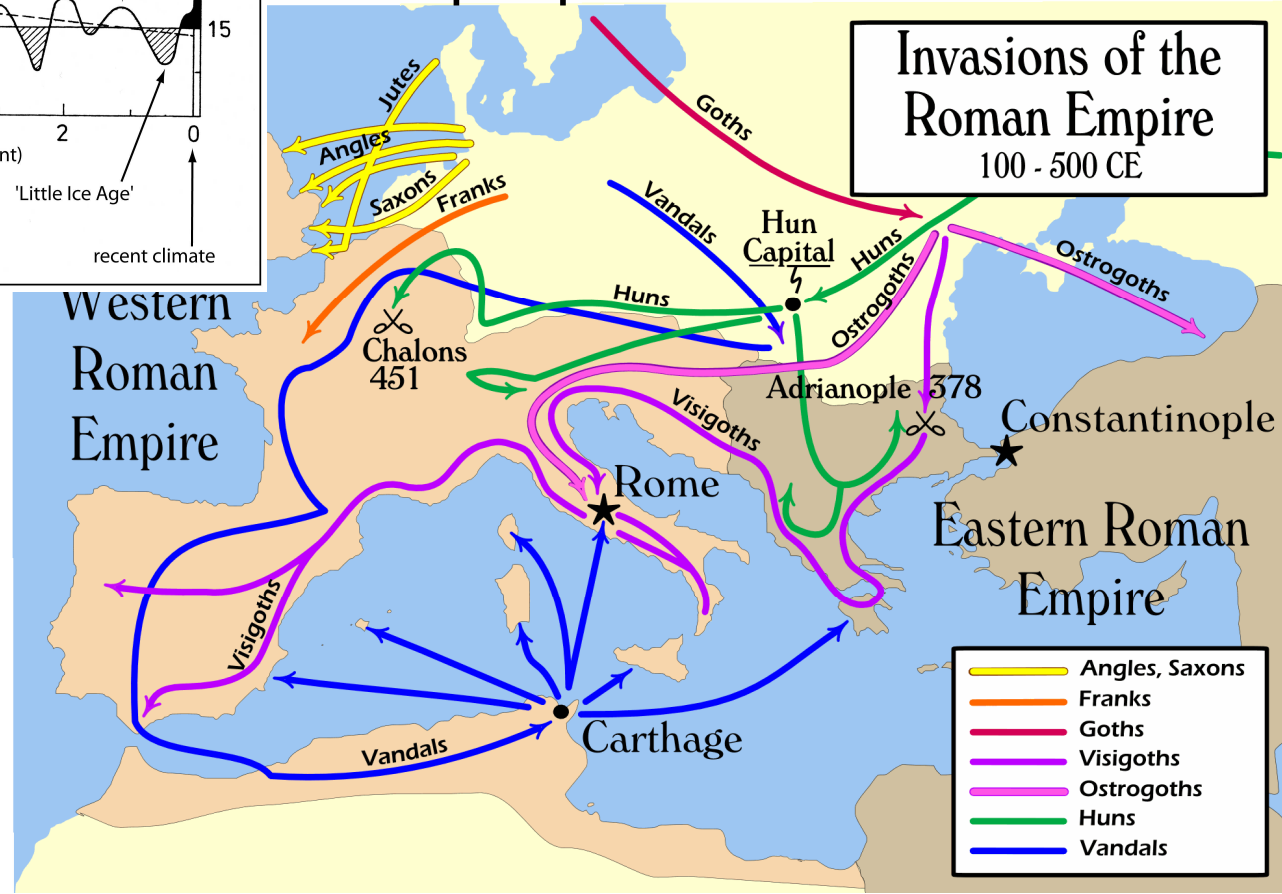 15
2
0
nt)
'Little Ice Age'
recent climate
Invasions of the
Roman Empire
100 - 500 CE
Jutes
Angles
Saxons
Franks
Goths
Vandals
Hun
Capital
Huns
Ostrogoths
Ostrogoths
Huns
Western
Roman
Empire
Chalons
451
Adrianople 378
Visigoths
Constantinople
Rome
Eastern Roman
Empire
Visigoths
Carthage
Vandals
Angles, Saxons
Franks
Goths
Visigoths
Ostrogoths
Huns
Vandals